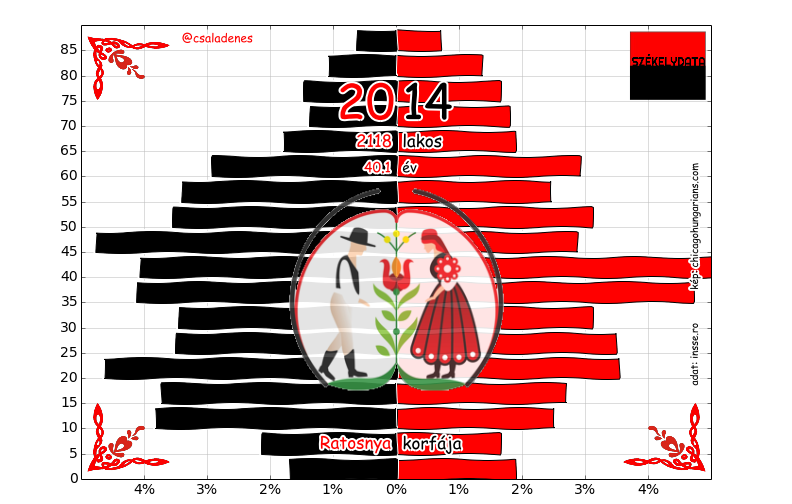 @csaladenes
SZÉKELYDATA
2014
2118 lakos
40.1 év
kép: chicagohungarians.com
adat: insse.ro
Ratosnya korfája
85
80
75
70
65
60
55
50
45
40
35
30
25
20
15
10
5
0
4% 3% 2% 1% 0% 1% 2% 3% 4%